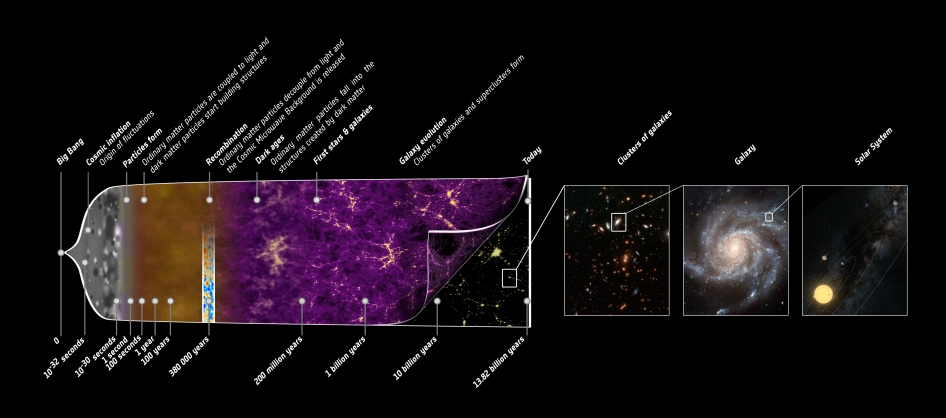 Big Bang
Cosmic Inflation
Origin of fluctuations
Particles form
Ordinary matter particles are coupled to light and
dark matter particles start building structures
Recombination
Ordinary matter particles decouple from light and
the Cosmic Microwave Background is released
Dark ages
Ordinary matter particles fall into the
structures created by dark matter
First stars & galaxies
Galaxy evolution
Clusters of galaxies and superclusters form
Today
Clusters of galaxies
Galaxy
Solar System
0
10-32 seconds
10-30 seconds
1 second
100 seconds
1 year
100 years
380 000 years
200 million years
1 billion years
10 billion years
13.82 billion years